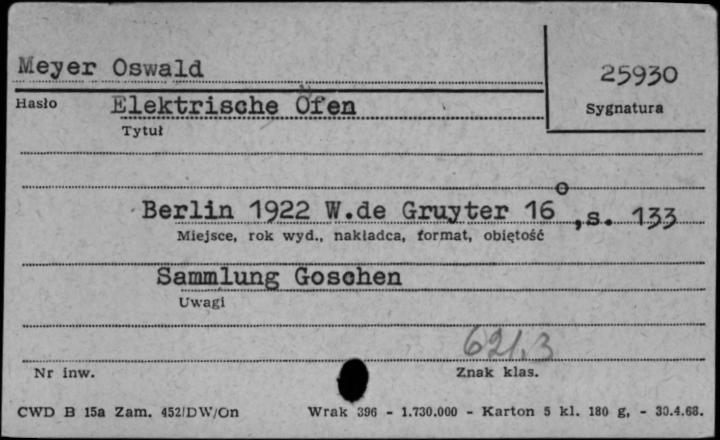 Meyer Oswald
25930
Hasło Elektrische Öfen
Sygnatura
Tytuł
Berlin 1922 W.de Gruyter 16°,s. 133
Miejsce, rok wyd., nakładca, format, objętość
Sammlung Goschen
Uwagi
621.3
Nr inw. Znak klas.
CWD B 15a Zam. 452/DW/On Wrak 396 - 1.730.000 - Karton 5 kl. 180 g, - 30.4.68.